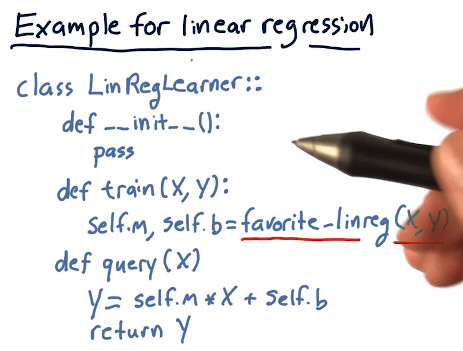 Example for linear regression
class LinRegLearner::
def __init__():
pass
def train(X, Y):
self.m, self.b = favorite_linreg(X, Y)
def query(X)
Y = self.m * X + self.b
return Y